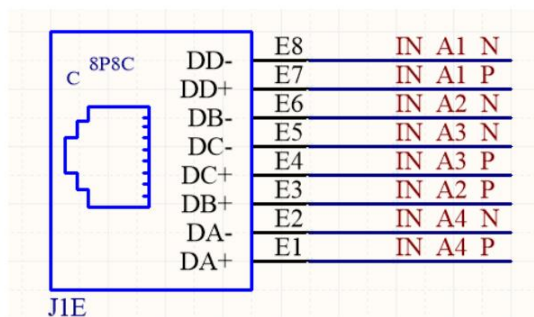 8P8C
C
DD- E8 IN A1 N
DD+ E7 IN A1 P
DB- E6 IN A2 N
DC- E5 IN A3 N
DC+ E4 IN A3 P
DB+ E3 IN A2 P
DA- E2 IN A4 N
DA+ E1 IN A4 P
J1E